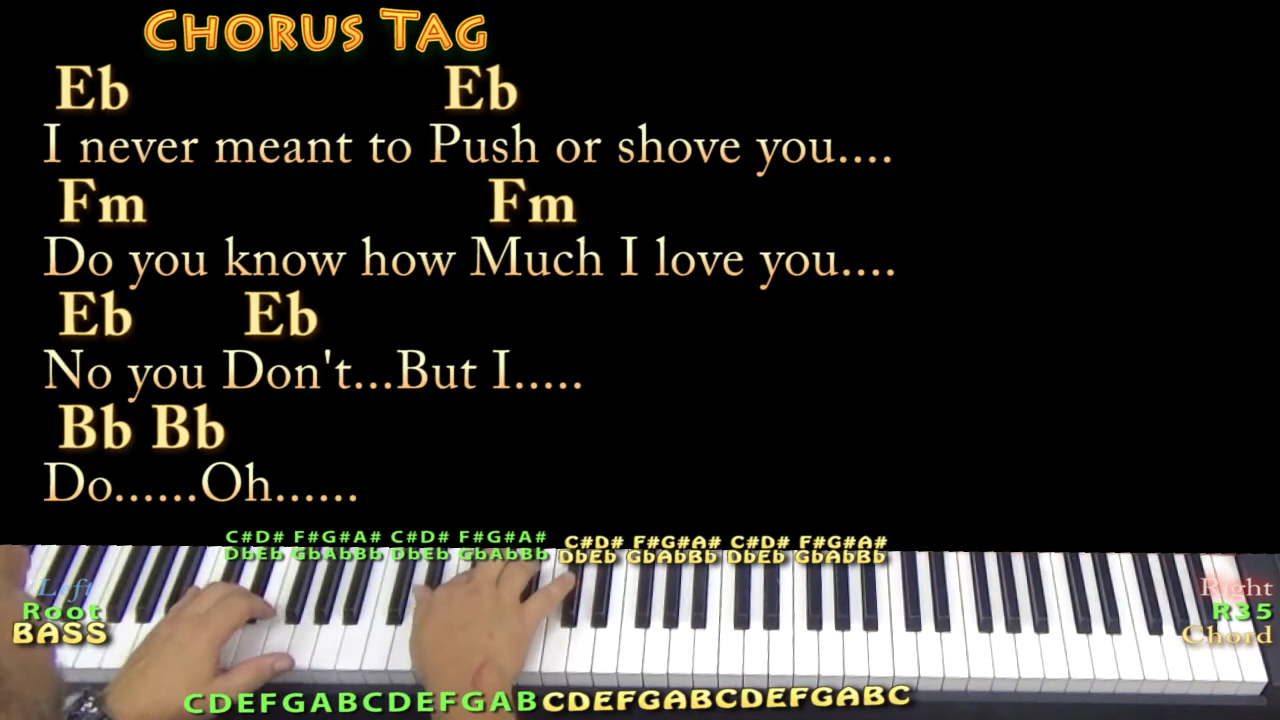 CHORUS TAG
Eb Eb
I never meant to Push or shove you....
Fm Fm
Do you know how Much I love you....
Eb Eb
No you Don't...But I.....
Bb Bb
Do......Oh......
C#D# F#G#A# C#D# F#G#A# C#D# F#G#A# C#D# F#G#A#
DbEb GbAbBb DbEb GbAbBb DbEb GbAbBb DbEb GbAbBb
Left
Root
BASS
Right
R35
Chord
CDEFGABCDEFGABCDEFGABCDEFGABC